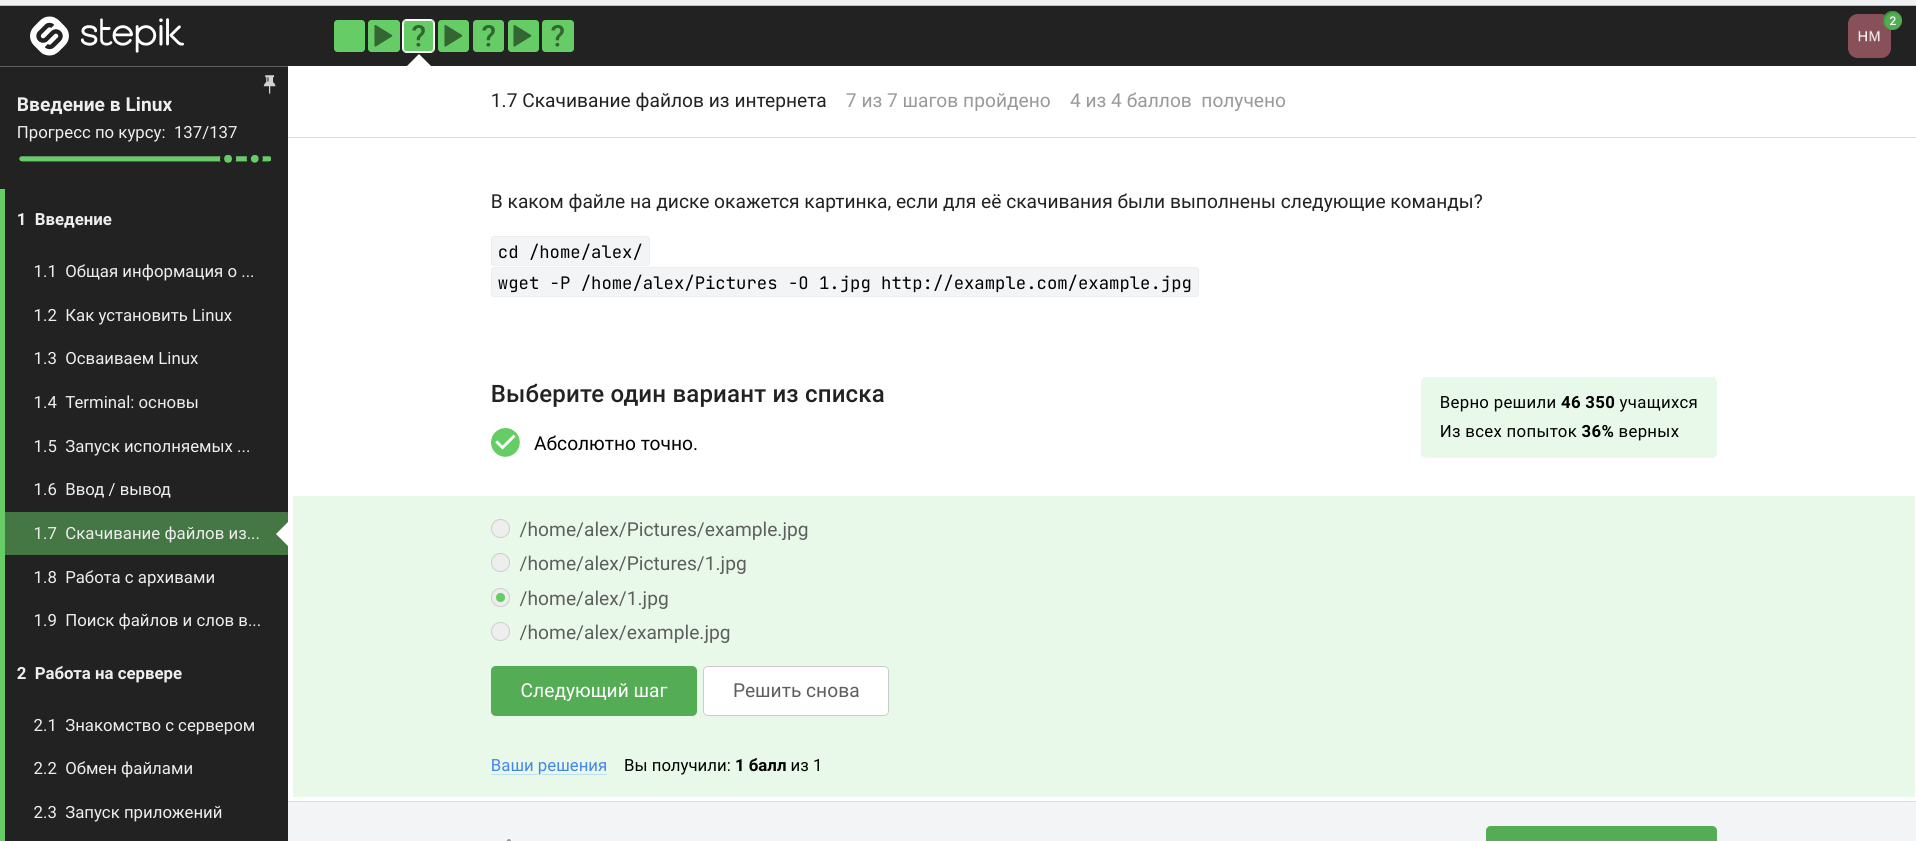 stepik
? ? ?
НМ 2
Введение в Linux
Прогресс по курсу: 137/137
1 Введение
1.1 Общая информация о ...
1.2 Как установить Linux
1.3 Осваиваем Linux
1.4 Terminal: основы
1.5 Запуск исполняемых ...
1.6 Ввод / вывод
1.7 Скачивание файлов из...
1.8 Работа с архивами
1.9 Поиск файлов и слов в...
2 Работа на сервере
2.1 Знакомство с сервером
2.2 Обмен файлами
2.3 Запуск приложений
1.7 Скачивание файлов из интернета 7 из 7 шагов пройдено 4 из 4 баллов получено
В каком файле на диске окажется картинка, если для её скачивания были выполнены следующие команды?
cd /home/alex/
wget -P /home/alex/Pictures -O 1.jpg http://example.com/example.jpg
Выберите один вариант из списка
Абсолютно точно.
Верно решили 46 350 учащихся
Из всех попыток 36% верных
/home/alex/Pictures/example.jpg
/home/alex/Pictures/1.jpg
/home/alex/1.jpg
/home/alex/example.jpg
Следующий шаг Решить снова
Ваши решения Вы получили: 1 балл из 1